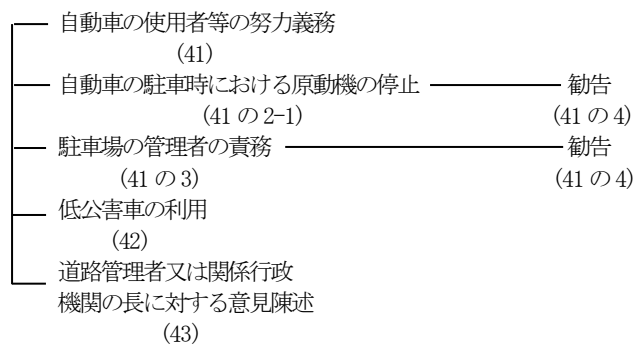 自動車の使用者等の努力義務
(41)
自動車の駐車時における原動機の停止 勧告
(41 の 2-1) (41 の 4)
駐車場の管理者の責務 勧告
(41 の 3) (41 の 4)
低公害車の利用
(42)
道路管理者又は関係行政
機関の長に対する意見陳述
(43)